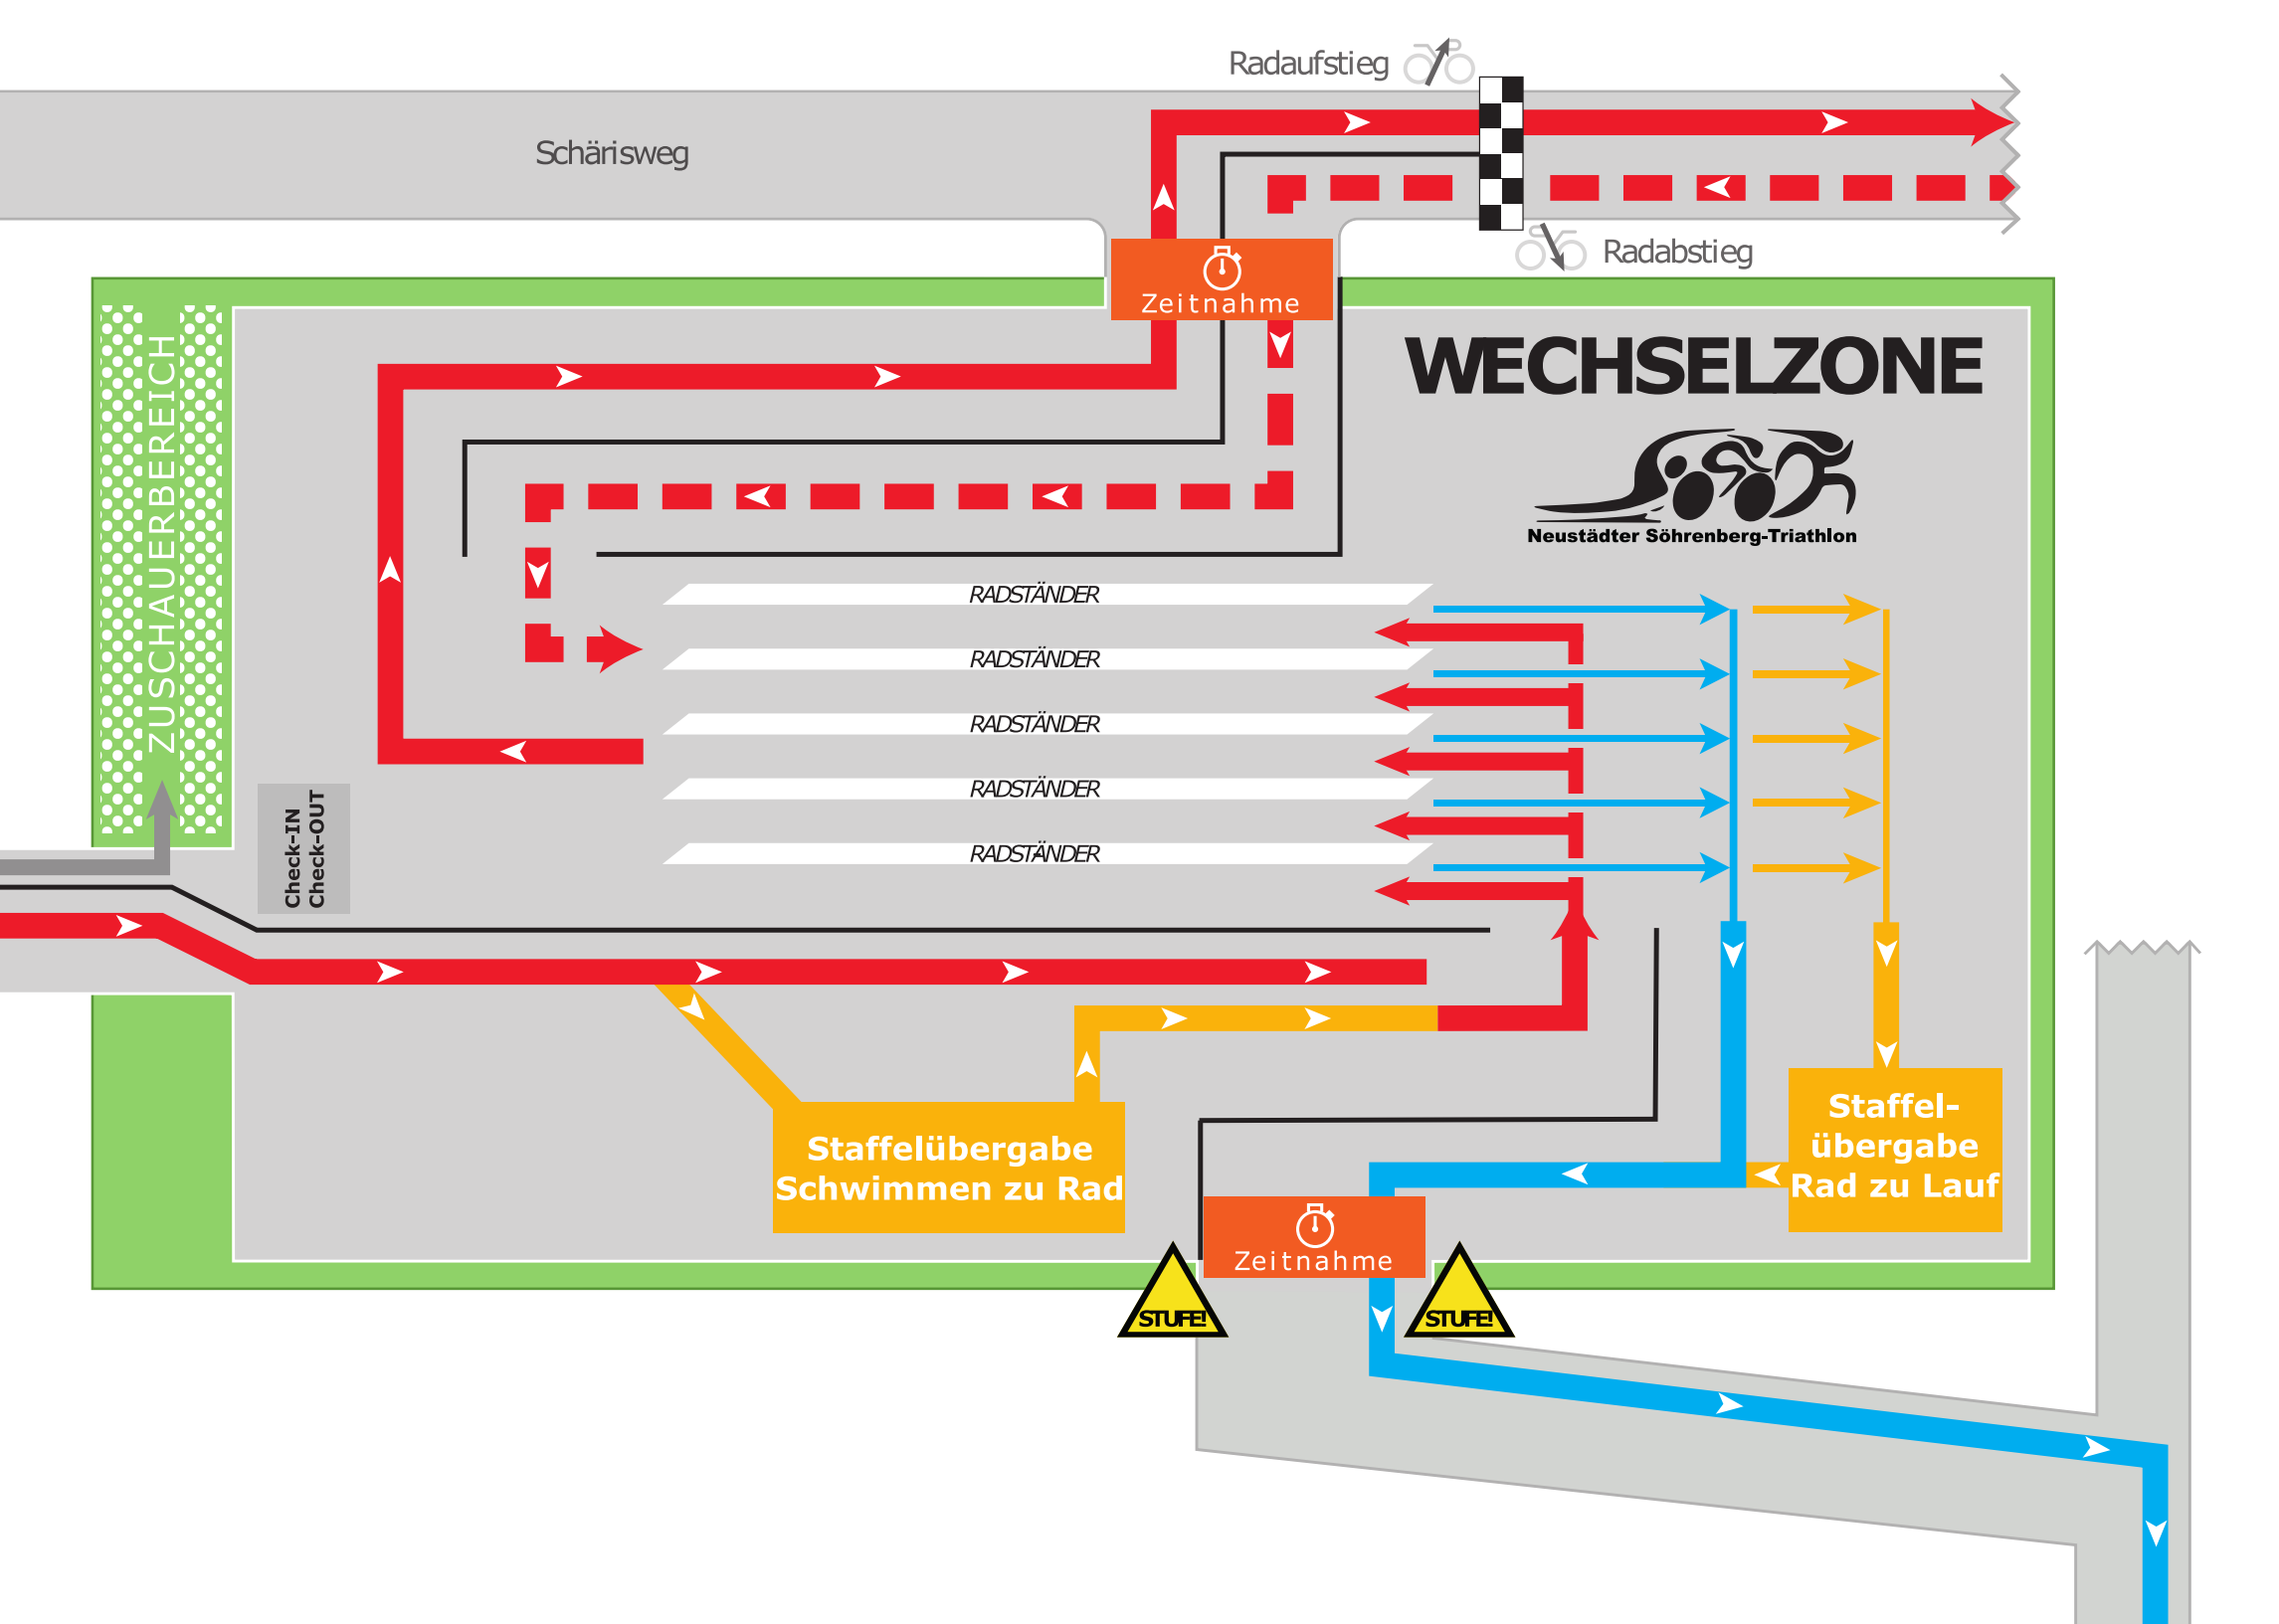 Radaufstieg
Schärisweg
Radabstieg
Zeitnahme
ZUSCHAUERBEREICH
WECHSELZONE
Neustädter Söhrenberg-Triathlon
RADSTÄNDER
RADSTÄNDER
RADSTÄNDER
RADSTÄNDER
RADSTÄNDER
Check-IN
Check-OUT
Staffelübergabe
Schwimmen zu Rad
Staffel-
übergabe
Rad zu Lauf
Zeitnahme
STUFE!
STUFE!